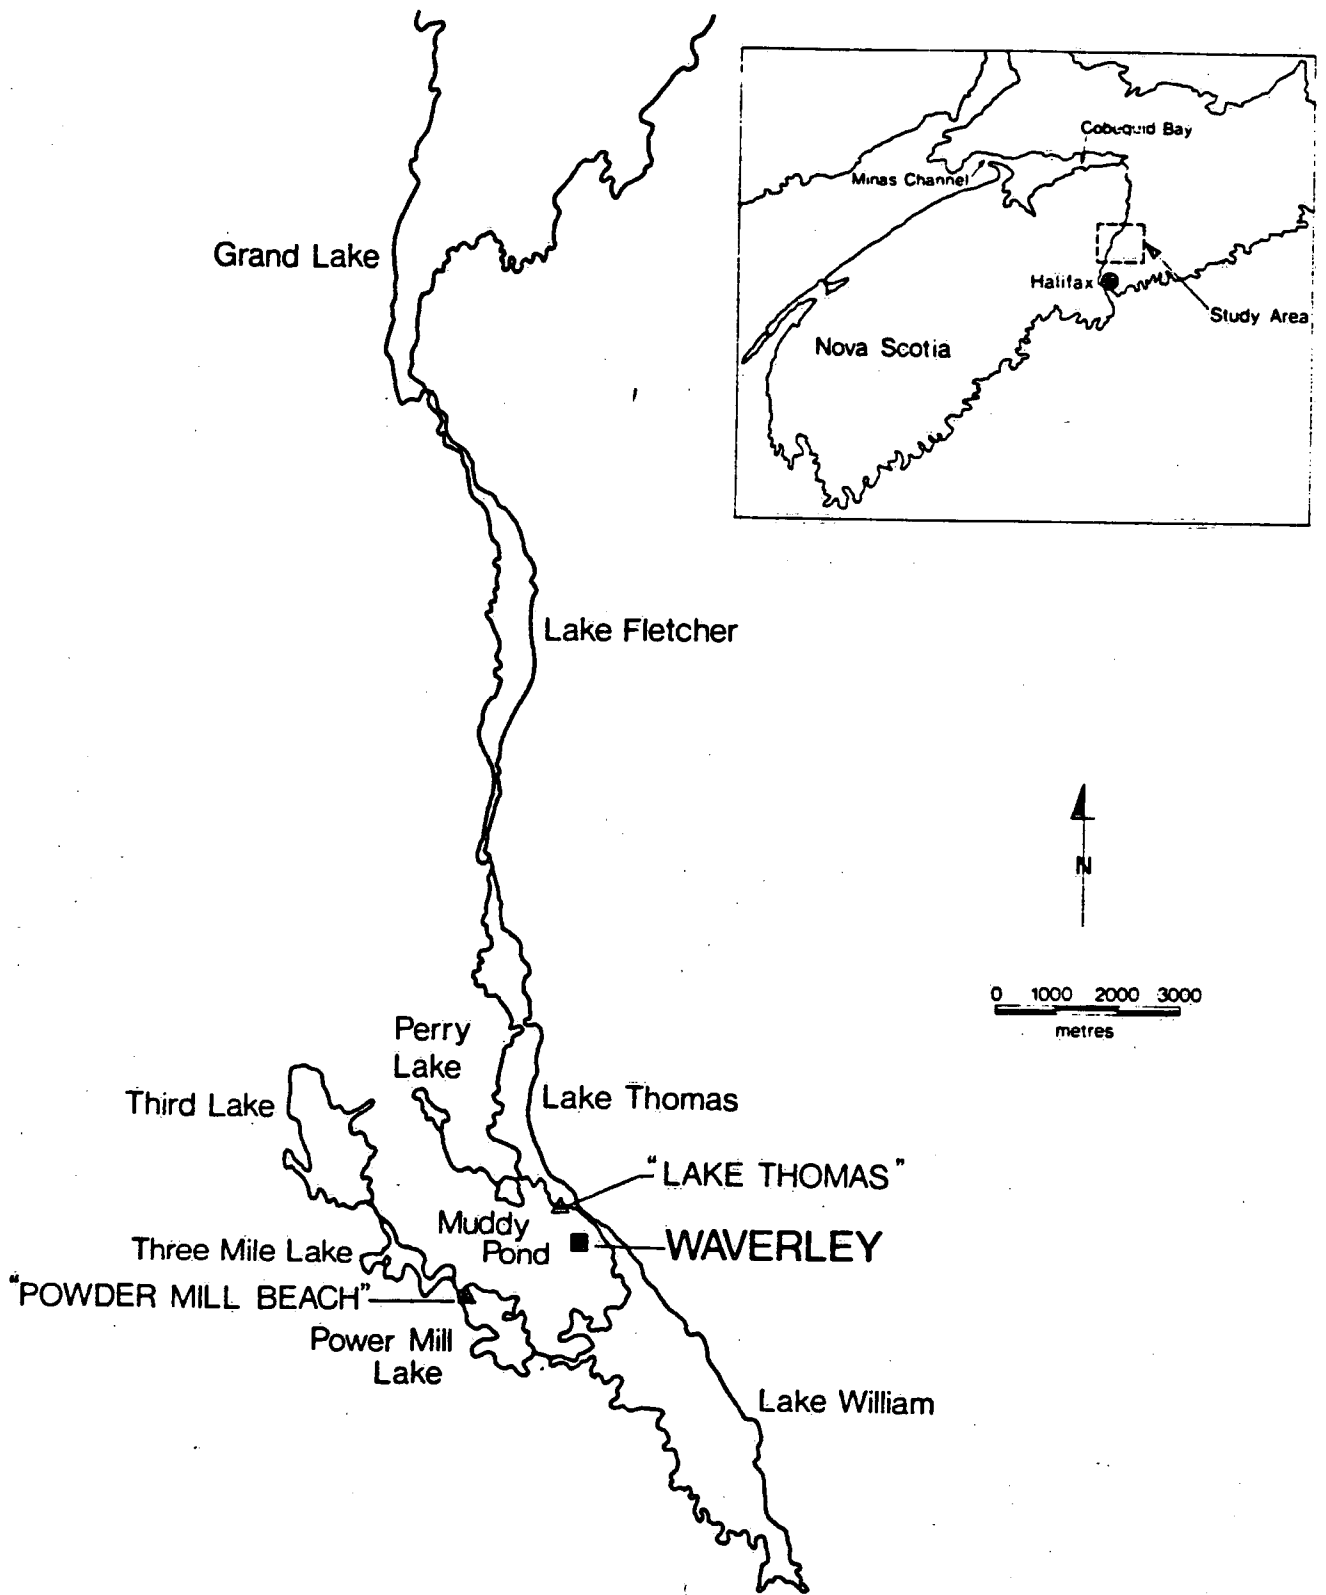 Cobequid Bay
Minas Channel
Grand Lake
Halifax
Study Area
Nova Scotia
Lake Fletcher
N
0 1000 2000 3000
metres
Perry
Lake
Third Lake
Lake Thomas
"LAKE THOMAS"
Muddy
Pond
WAVERLEY
Three Mile Lake
"POWDER MILL BEACH"
Power Mill
Lake
Lake William